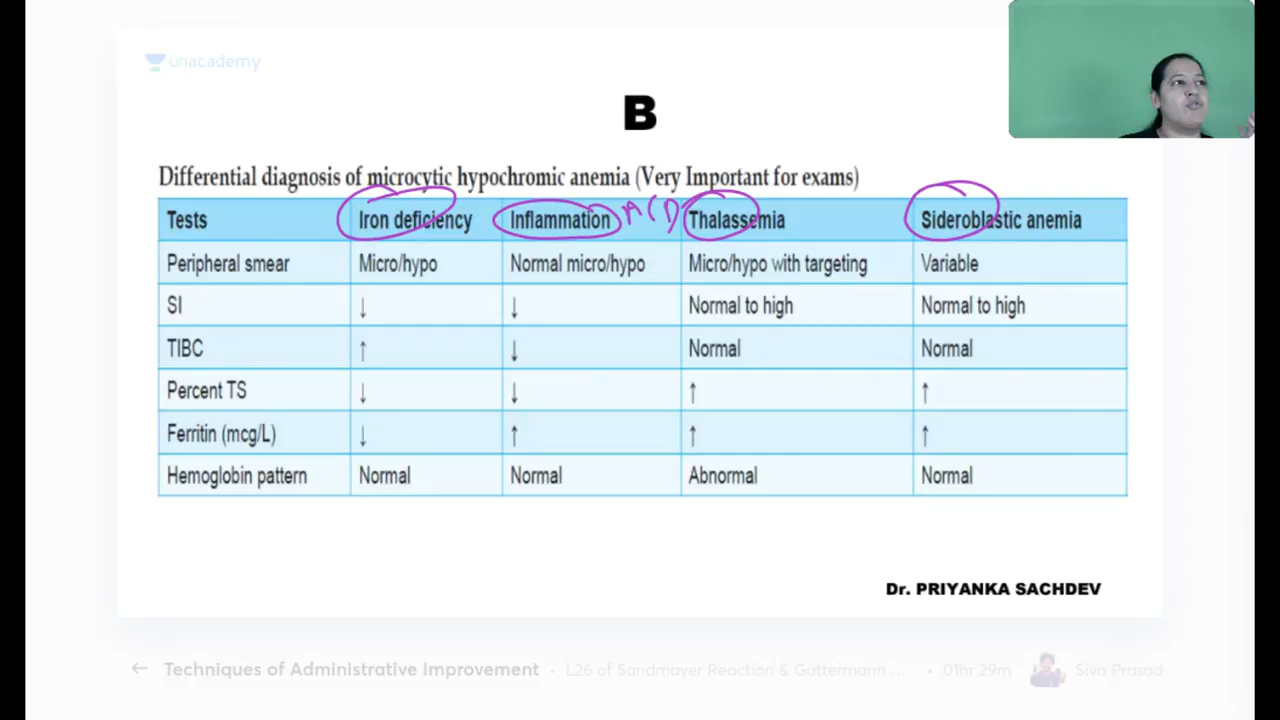 unacademy
B
Differential diagnosis of microcytic hypochromic anemia (Very Important for exams)
Tests Iron deficiency Inflammation A CD Thalassemia Sideroblastic anemia
Peripheral smear Micro/hypo Normal micro/hypo Micro/hypo with targeting Variable
SI ↓ ↓ Normal to high Normal to high
TIBC ↑ ↓ Normal Normal
Percent TS ↓ ↓ ↑ ↑
Ferritin (mcg/L) ↓ ↑ ↑ ↑
Hemoglobin pattern Normal Normal Abnormal Normal
Dr. PRIYANKA SACHDEV
← Techniques of Administrative Improvement • L26 of Sandmayer Reaction & Gattermann.... • 01hr 29m Siva Prasad